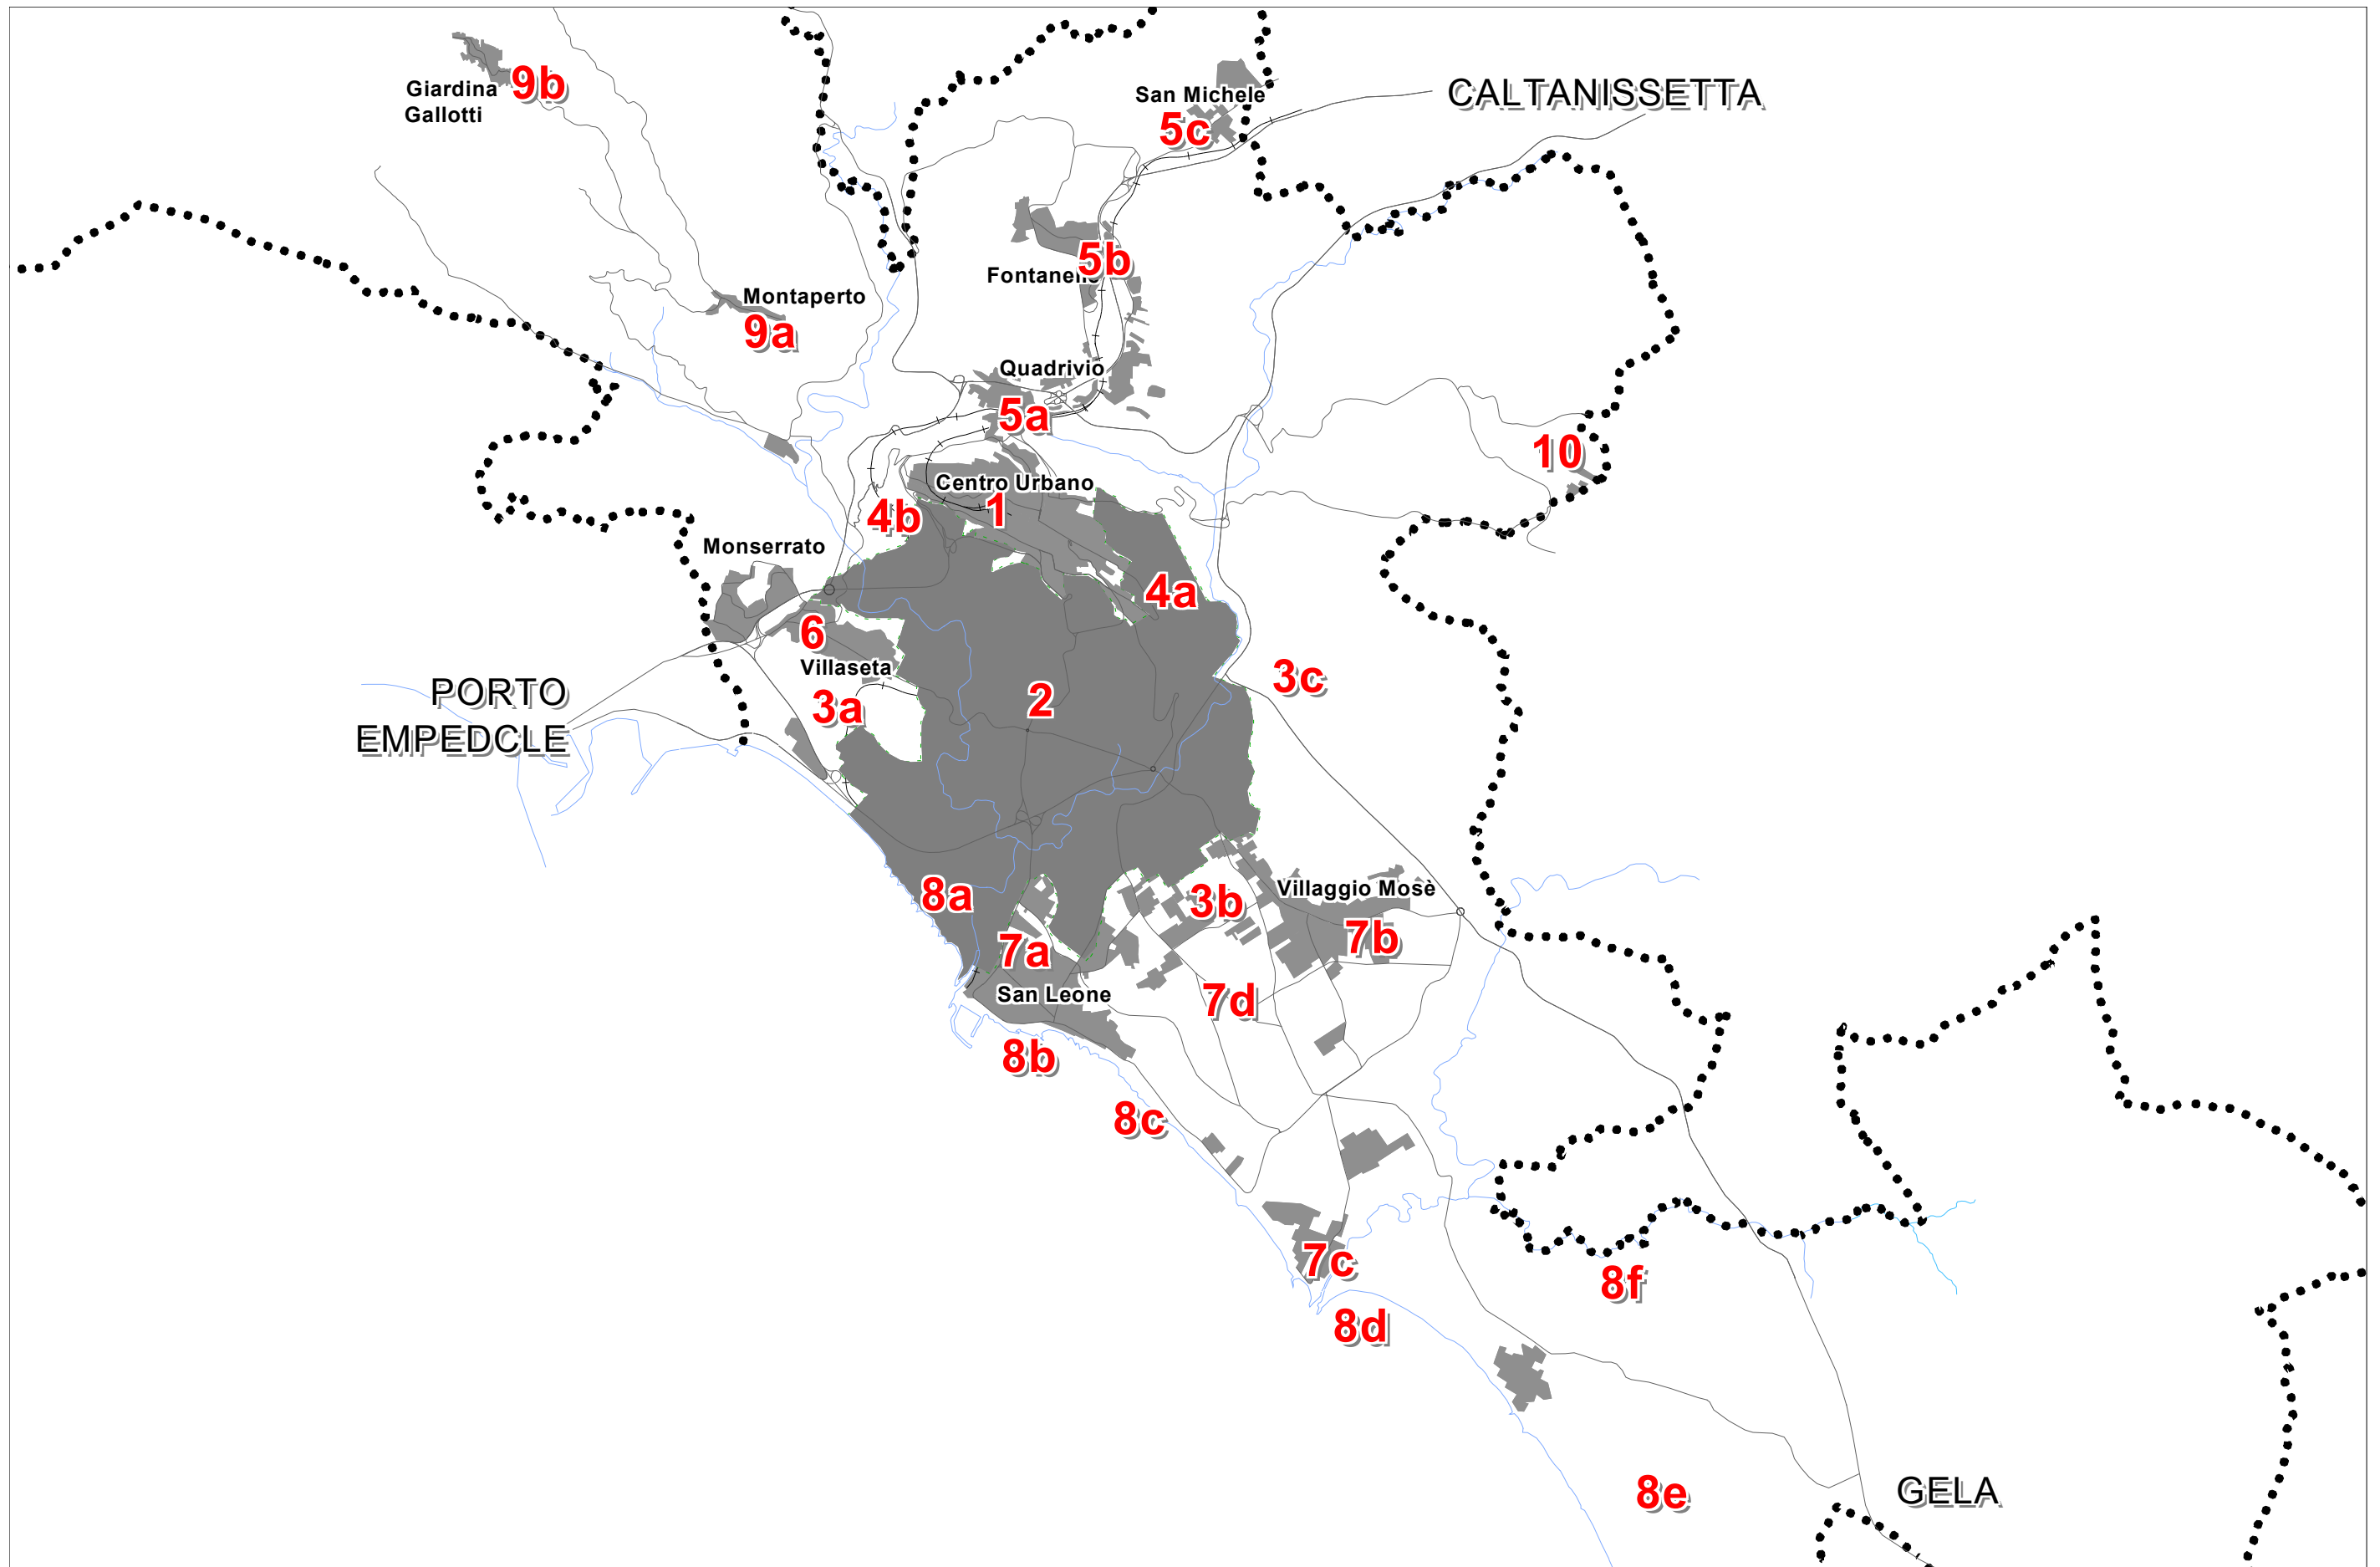 Giardina
Gallotti
9b
San Michele
5c
CALTANISSETTA
Fontanelle
5b
Montaperto
9a
Quadrivio
5a
10
Centro Urbano
1
4b
Monserrato
4a
6
Villaseta
3a
2
3c
PORTO
EMPEDCLE
8a
3b
Villaggio Mosè
7b
7a
San Leone
7d
8b
8c
7c
8f
8d
8e
GELA